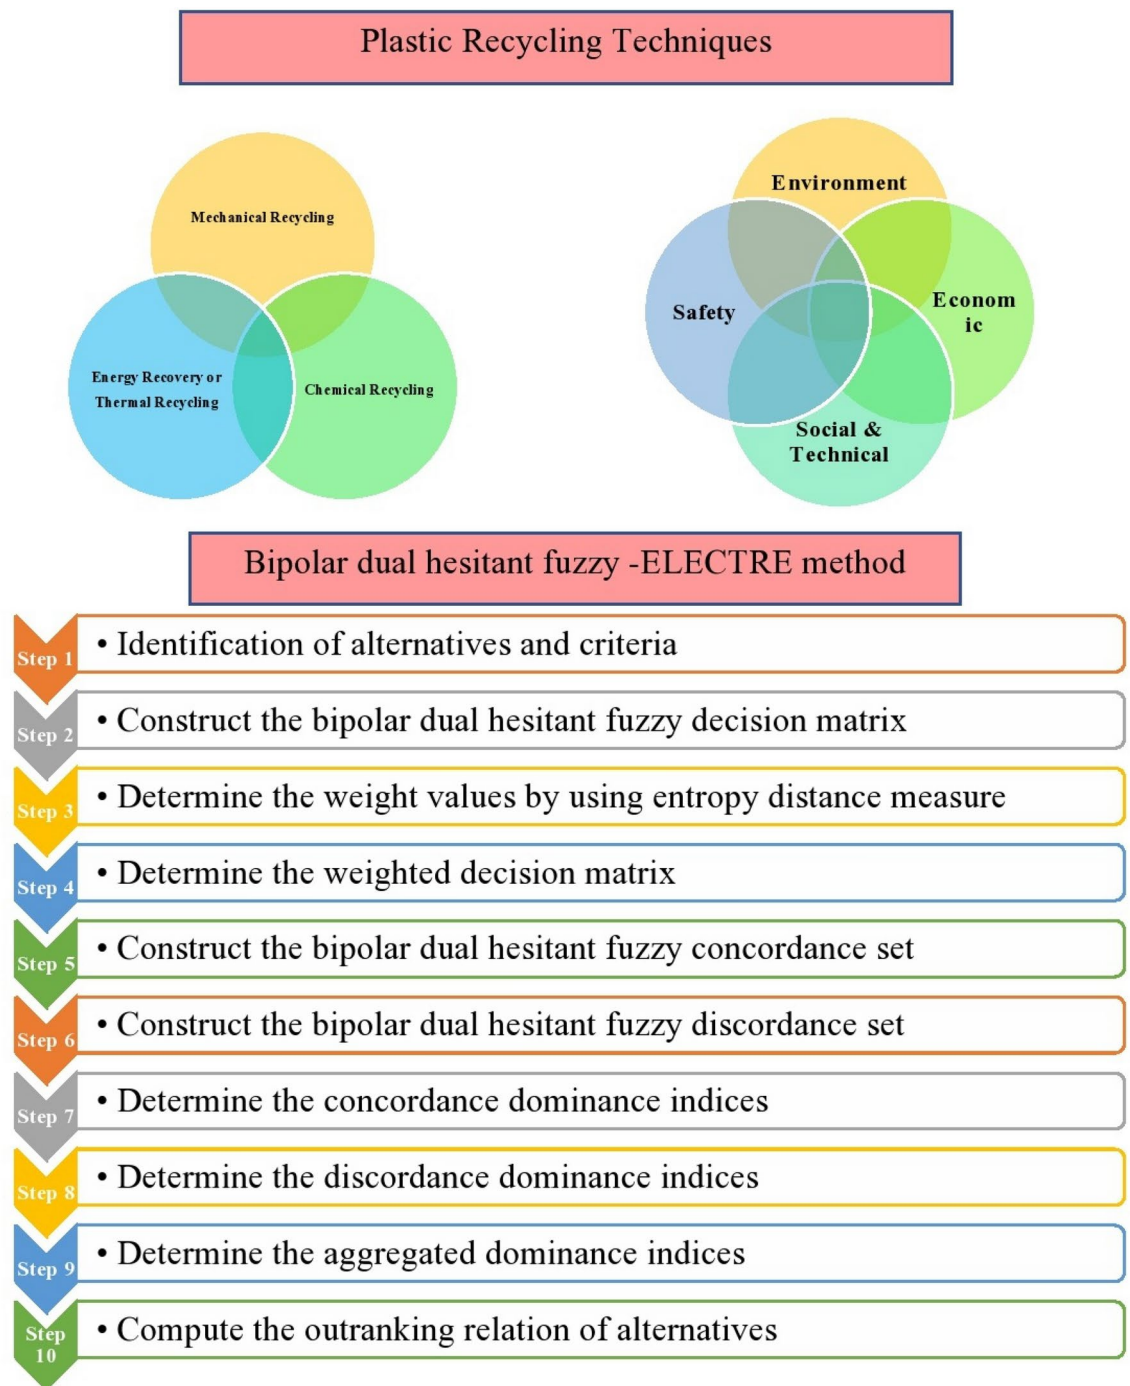 Plastic Recycling Techniques
Mechanical Recycling
Energy Recovery or
Thermal Recycling
Chemical Recycling
Environment
Safety
Econom
ic
Social &
Technical
Bipolar dual hesitant fuzzy -ELECTRE method
Step 1
• Identification of alternatives and criteria
Step 2
• Construct the bipolar dual hesitant fuzzy decision matrix
Step 3
• Determine the weight values by using entropy distance measure
Step 4
• Determine the weighted decision matrix
Step 5
• Construct the bipolar dual hesitant fuzzy concordance set
Step 6
• Construct the bipolar dual hesitant fuzzy discordance set
Step 7
• Determine the concordance dominance indices
Step 8
• Determine the discordance dominance indices
Step 9
• Determine the aggregated dominance indices
Step
10
• Compute the outranking relation of alternatives